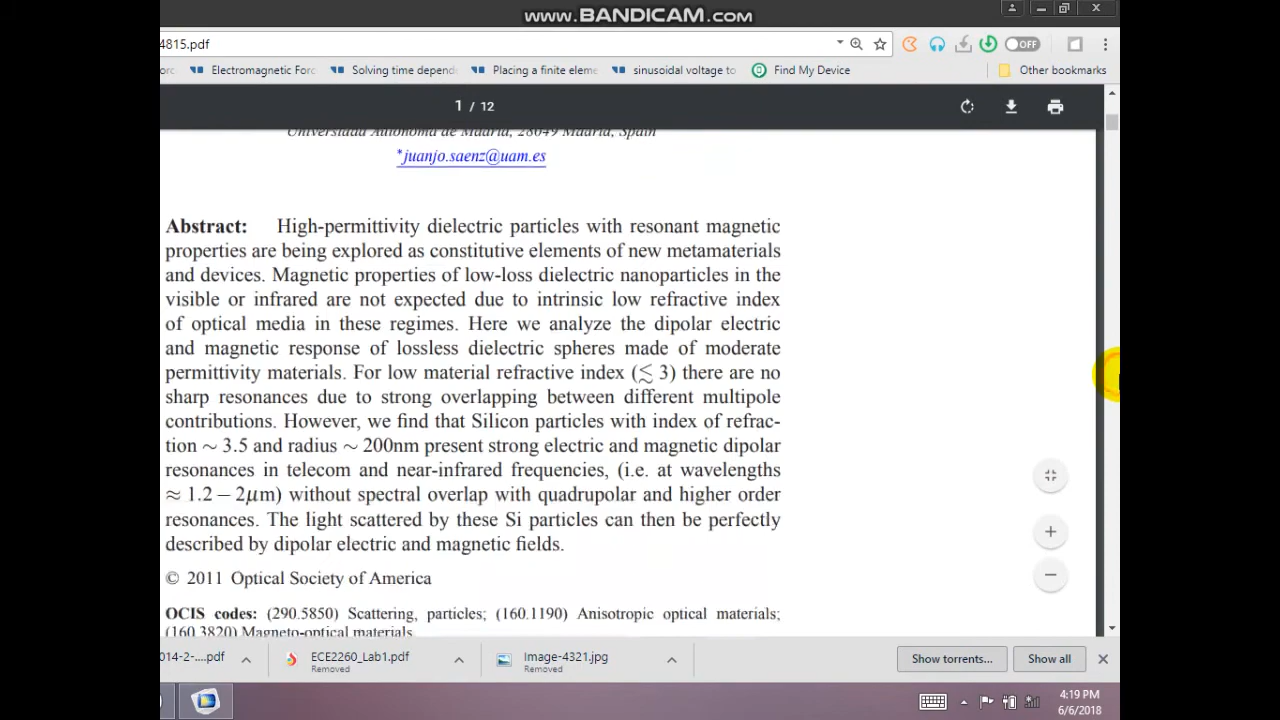 www.BANDICAM.com
4815.pdf
OFF
Electromagnetic Forc
Solving time depend
Placing a finite eleme
sinusoidal voltage to
Find My Device
Other bookmarks
1 / 12
Universidad Autónoma de Madrid, 28049 Madrid, Spain
*juanjo.saenz@uam.es
Abstract: High-permittivity dielectric particles with resonant magnetic
properties are being explored as constitutive elements of new metamaterials
and devices. Magnetic properties of low-loss dielectric nanoparticles in the
visible or infrared are not expected due to intrinsic low refractive index
of optical media in these regimes. Here we analyze the dipolar electric
and magnetic response of lossless dielectric spheres made of moderate
permittivity materials. For low material refractive index (≲ 3) there are no
sharp resonances due to strong overlapping between different multipole
contributions. However, we find that Silicon particles with index of refrac-
tion ∼ 3.5 and radius ∼ 200nm present strong electric and magnetic dipolar
resonances in telecom and near-infrared frequencies, (i.e. at wavelengths
≈ 1.2 − 2μm) without spectral overlap with quadrupolar and higher order
resonances. The light scattered by these Si particles can then be perfectly
described by dipolar electric and magnetic fields.
© 2011 Optical Society of America
OCIS codes: (290.5850) Scattering, particles; (160.1190) Anisotropic optical materials;
(160.3820) Magneto-optical materials.
014-2-....pdf
ECE2260_Lab1.pdf
Removed
Image-4321.jpg
Removed
Show torrents...
Show all
4:19 PM
6/6/2018